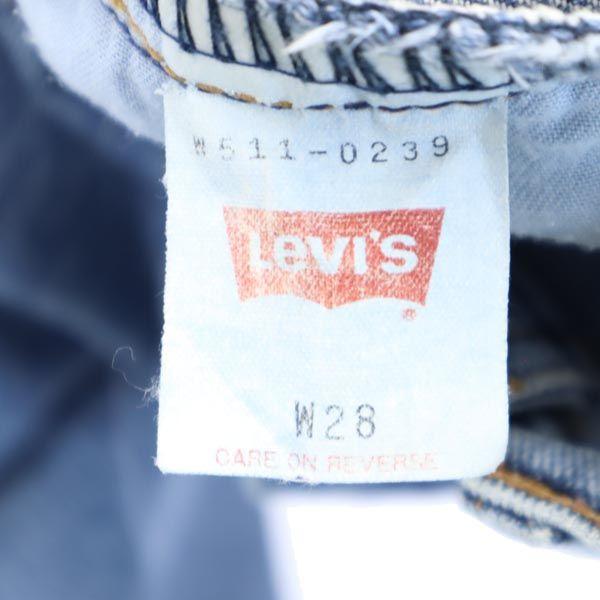 W511-0239
Levi's
®
W28
CARE ON REVERSE